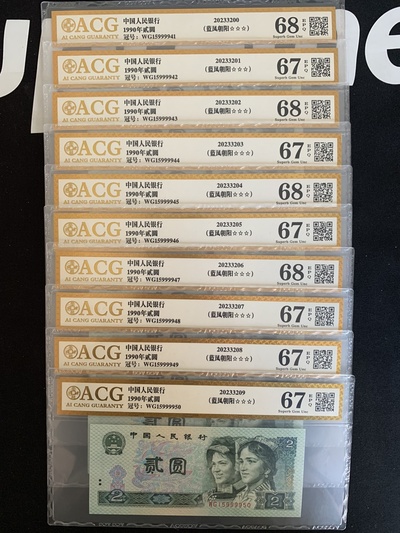 ACG
AI CANG GUARANTY
中国人民银行
1990年贰圆
冠号：WG15999941
20233200
（蓝凤朝阳☆☆☆）
68 EPQ
Superb Gem Unc
ACG
AI CANG GUARANTY
中国人民银行
1990年贰圆
冠号：WG15999942
20233201
（蓝凤朝阳☆☆☆）
67 EPQ
Superb Gem Unc
ACG
AI CANG GUARANTY
中国人民银行
1990年贰圆
冠号：WG15999943
20233202
（蓝凤朝阳☆☆☆）
68 EPQ
Superb Gem Unc
ACG
AI CANG GUARANTY
中国人民银行
1990年贰圆
冠号：WG15999944
20233203
（蓝凤朝阳☆☆☆）
67 EPQ
Superb Gem Unc
ACG
AI CANG GUARANTY
中国人民银行
1990年贰圆
冠号：WG15999945
20233204
（蓝凤朝阳☆☆☆）
68 EPQ
Superb Gem Unc
ACG
AI CANG GUARANTY
中国人民银行
1990年贰圆
冠号：WG15999946
20233205
（蓝凤朝阳☆☆☆）
67 EPQ
Superb Gem Unc
ACG
AI CANG GUARANTY
中国人民银行
1990年贰圆
冠号：WG15999947
20233206
（蓝凤朝阳☆☆☆）
68 EPQ
Superb Gem Unc
ACG
AI CANG GUARANTY
中国人民银行
1990年贰圆
冠号：WG15999948
20233207
（蓝凤朝阳☆☆☆）
67 EPQ
Superb Gem Unc
ACG
AI CANG GUARANTY
中国人民银行
1990年贰圆
冠号：WG15999949
20233208
（蓝凤朝阳☆☆☆）
67 EPQ
Superb Gem Unc
ACG
AI CANG GUARANTY
中国人民银行
1990年贰圆
冠号：WG15999950
20233209
（蓝凤朝阳☆☆☆）
67 EPQ
Superb Gem Unc
中国人民银行
贰圆
2
2
WG15999950